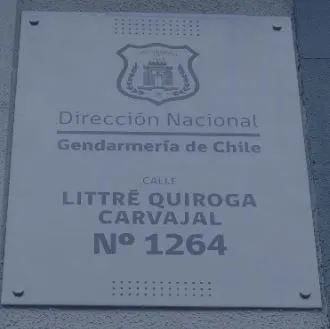 Dirección Nacional
Gendarmería de Chile
CALLE
LITTRÉ QUIROGA
CARVAJAL
Nº 1264